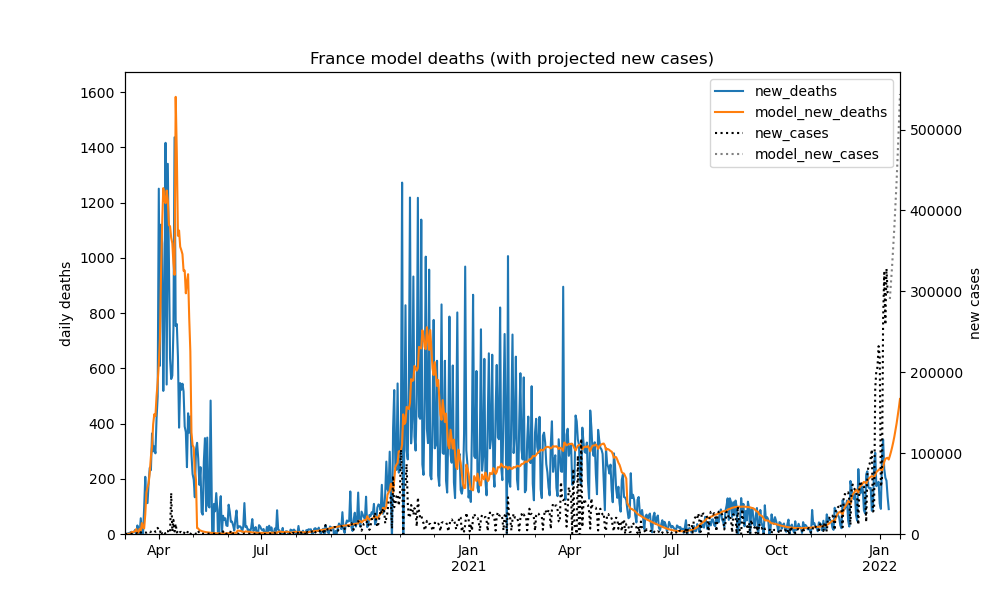 France model deaths (with projected new cases)
new_deaths
model_new_deaths
new_cases
model_new_cases
1600
1400
1200
1000
800
600
400
200
0
daily deaths
500000
400000
300000
200000
100000
0
new cases
Apr
Jul
Oct
Jan
2021
Apr
Jul
Oct
Jan
2022